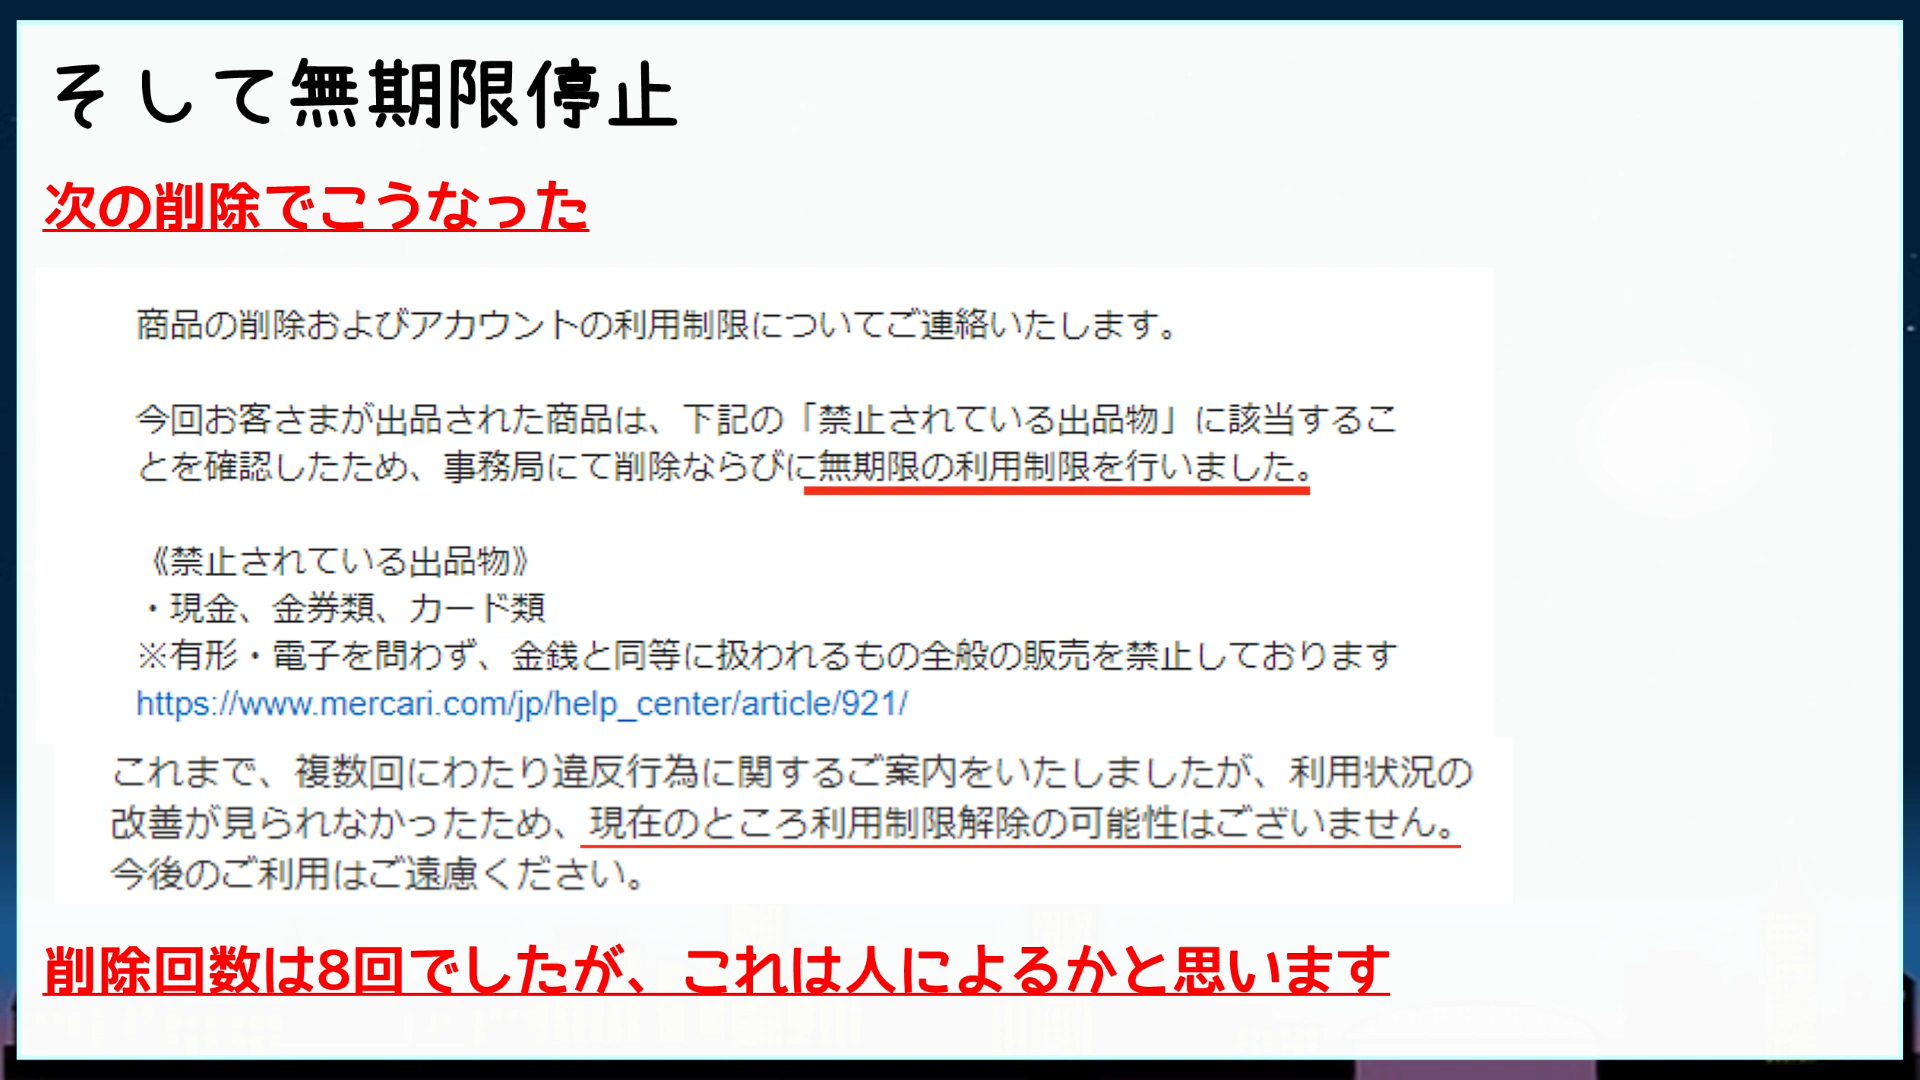 そして無期限停止
次の削除でこうなった
商品の削除およびアカウントの利用制限についてご連絡いたします。
今回お客さまが出品された商品は、下記の「禁止されている出品物」に該当するこ
とを確認したため、事務局にて削除ならびに無期限の利用制限を行いました。
《禁止されている出品物》
・現金、金券類、カード類
※有形・電子を問わず、金銭と同等に扱われるもの全般の販売を禁止しております
https://www.mercari.com/jp/help_center/article/921/
これまで、複数回にわたり違反行為に関するご案内をいたしましたが、利用状況の
改善が見られなかったため、現在のところ利用制限解除の可能性はございません。
今後のご利用はご遠慮ください。
削除回数は8回でしたが、これは人によるかと思います